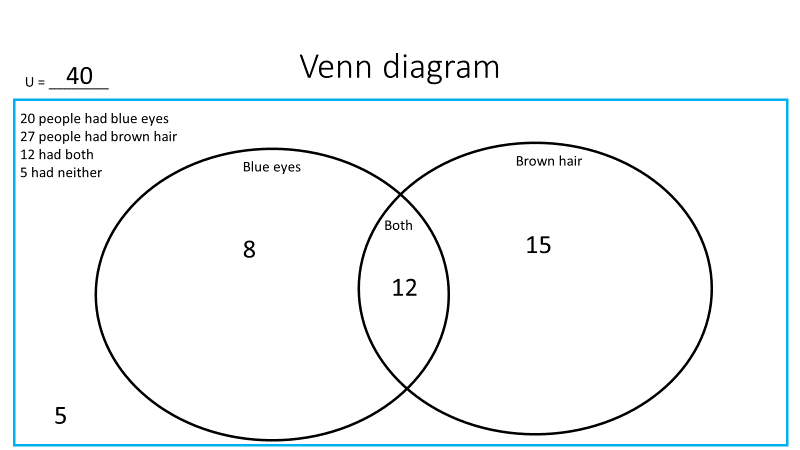 Venn diagram
U = 40
20 people had blue eyes
27 people had brown hair
12 had both
5 had neither
Blue eyes
Brown hair
Both
8
15
12
5